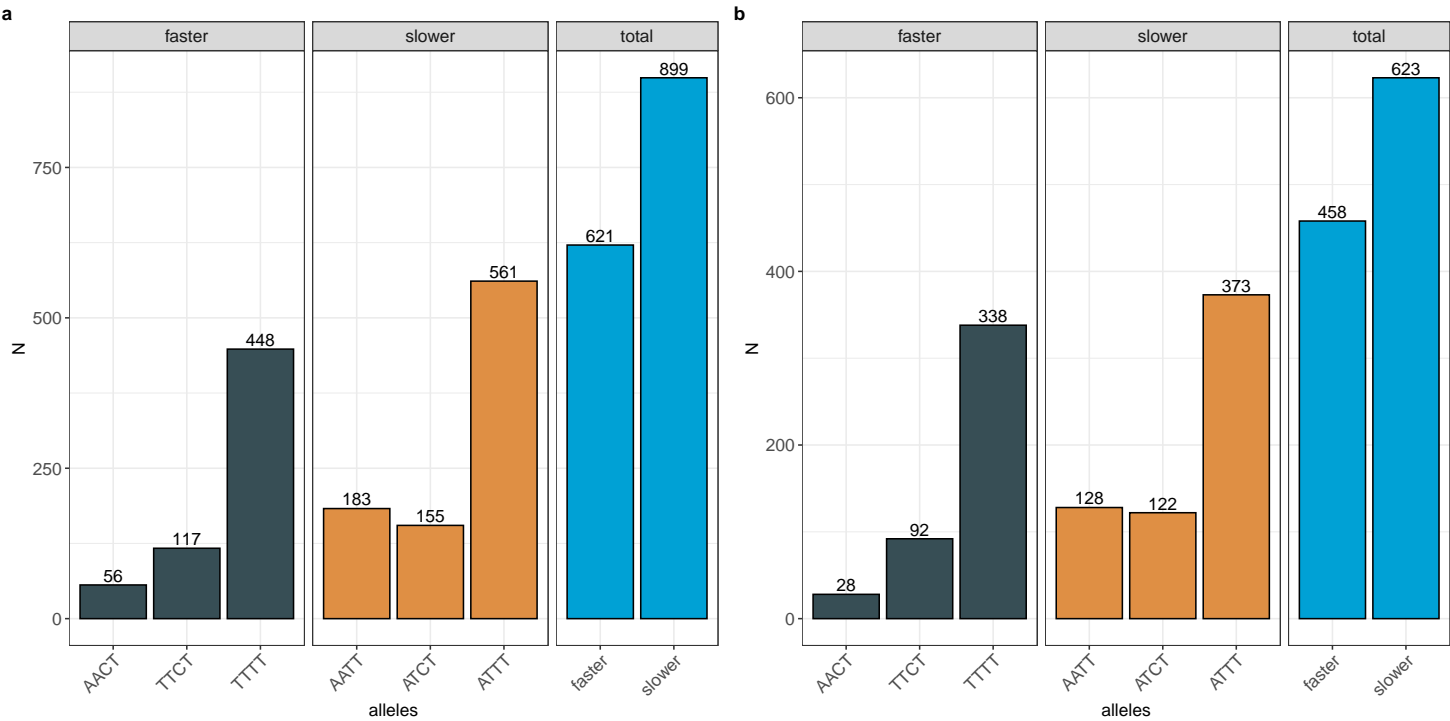 a
faster
slower
total
899
750
621
561
500
N
448
250
183
155
117
56
0
AACT
TTCT
TTTT
AATT
ATCT
ATTT
faster
slower
alleles
b
faster
slower
total
623
600
458
400
373
N
338
200
128
122
92
28
0
AACT
TTCT
TTTT
AATT
ATCT
ATTT
faster
slower
alleles